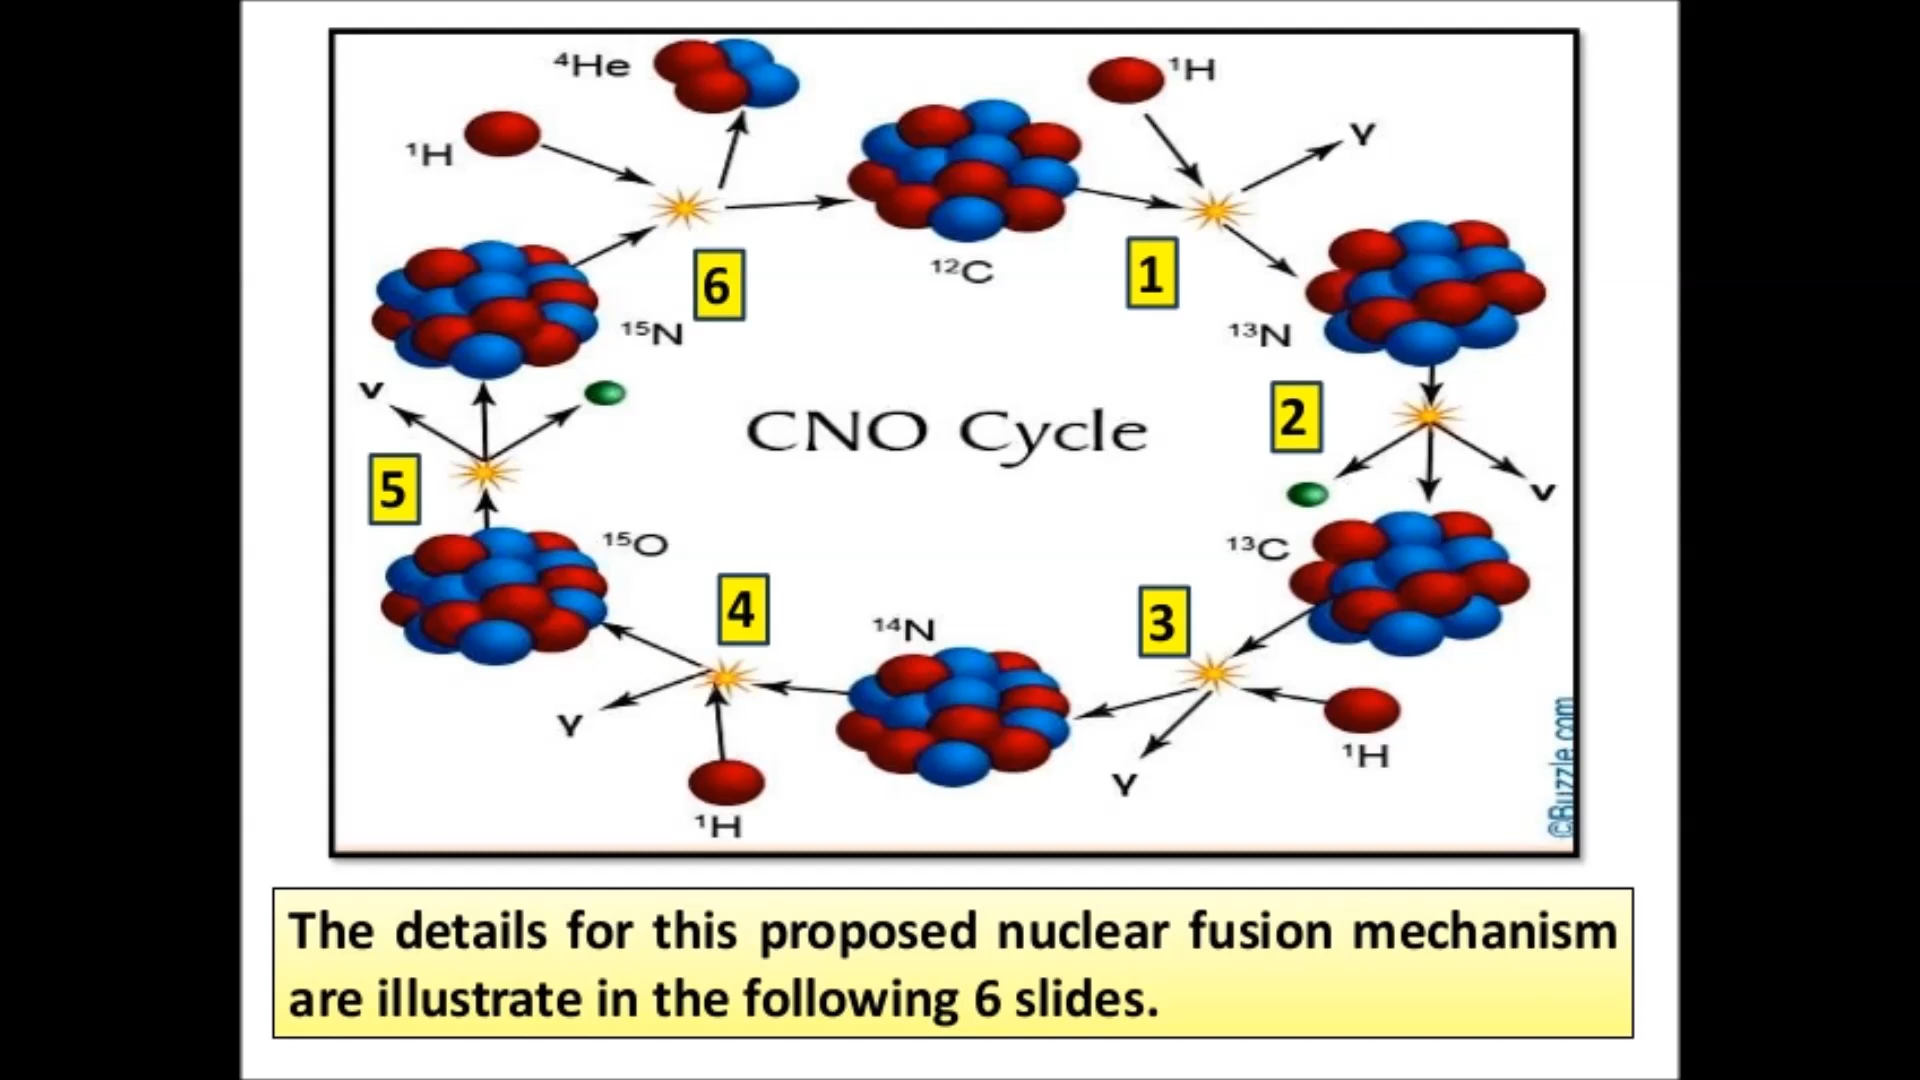 ⁴He
¹H
¹H
γ
¹²C
1
6
¹⁵N
¹³N
ν
2
CNO Cycle
5
ν
¹⁵O
¹³C
4
3
¹⁴N
γ
¹H
γ
¹H
©Buzzle.com
The details for this proposed nuclear fusion mechanism
are illustrate in the following 6 slides.